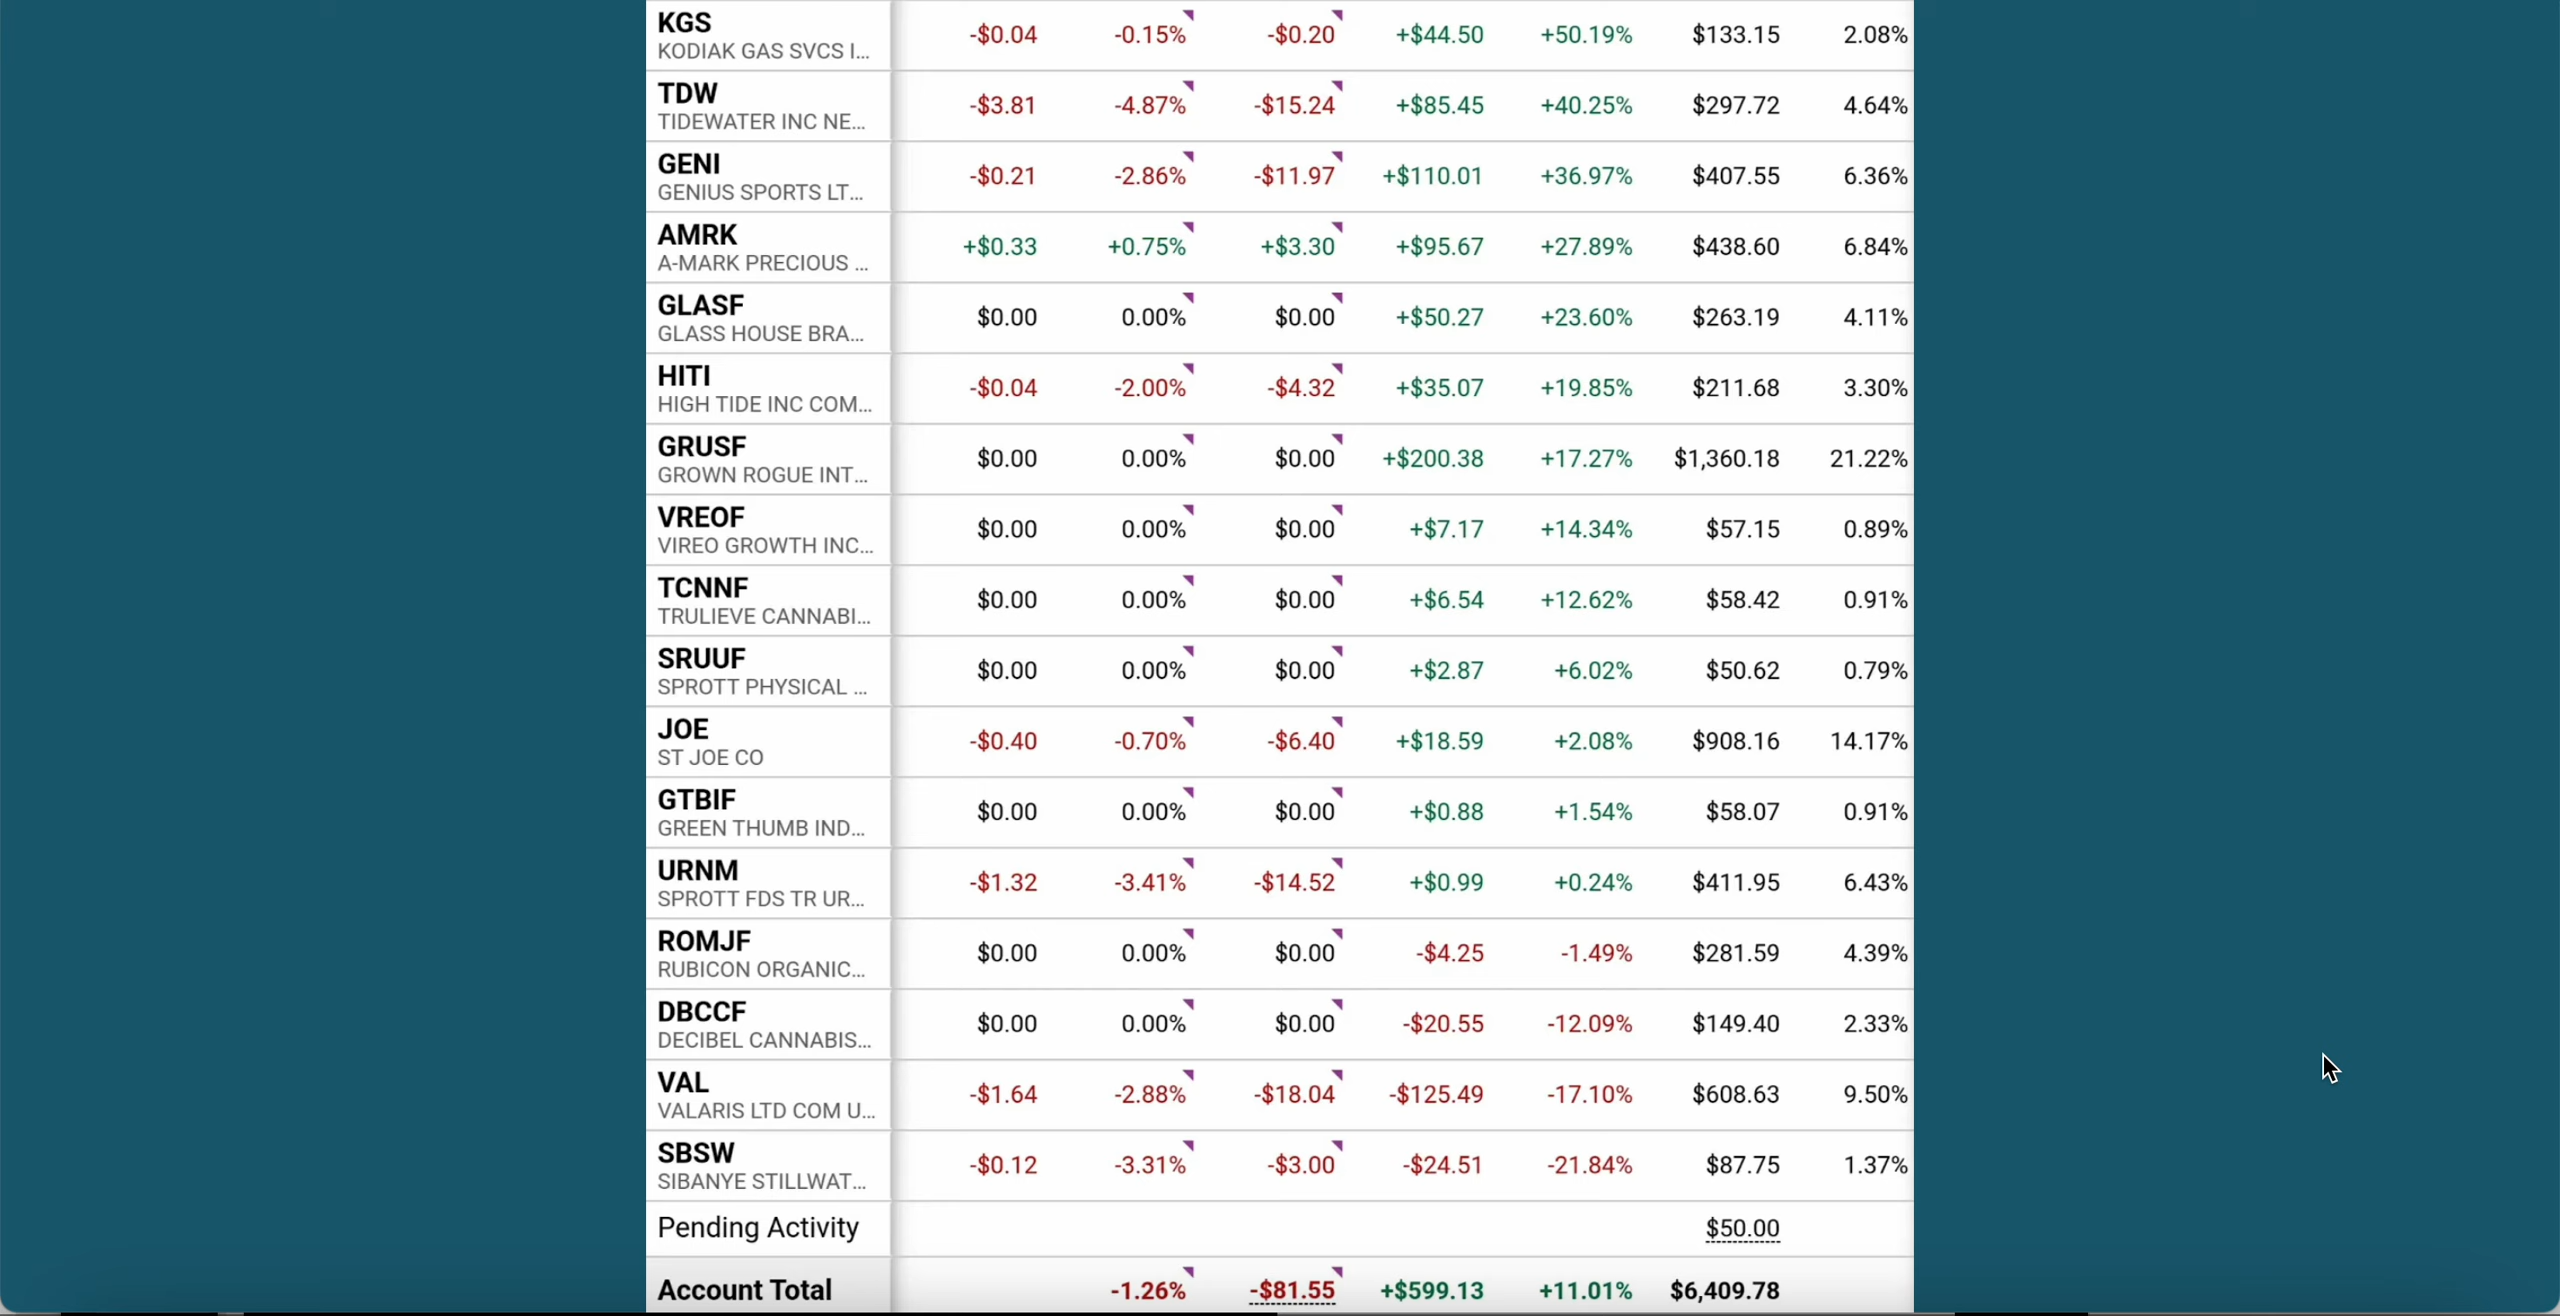 KGS -$0.04 -0.15% -$0.20 +$44.50 +50.19% $133.15 2.08%
KODIAK GAS SVCS I...
TDW -$3.81 -4.87% -$15.24 +$85.45 +40.25% $297.72 4.64%
TIDEWATER INC NE...
GENI -$0.21 -2.86% -$11.97 +$110.01 +36.97% $407.55 6.36%
GENIUS SPORTS LT...
AMRK +$0.33 +0.75% +$3.30 +$95.67 +27.89% $438.60 6.84%
A-MARK PRECIOUS ...
GLASF $0.00 0.00% $0.00 +$50.27 +23.60% $263.19 4.11%
GLASS HOUSE BRA...
HITI -$0.04 -2.00% -$4.32 +$35.07 +19.85% $211.68 3.30%
HIGH TIDE INC COM...
GRUSF $0.00 0.00% $0.00 +$200.38 +17.27% $1,360.18 21.22%
GROWN ROGUE INT...
VREOF $0.00 0.00% $0.00 +$7.17 +14.34% $57.15 0.89%
VIREO GROWTH INC...
TCNNF $0.00 0.00% $0.00 +$6.54 +12.62% $58.42 0.91%
TRULIEVE CANNABI...
SRUUF $0.00 0.00% $0.00 +$2.87 +6.02% $50.62 0.79%
SPROTT PHYSICAL ...
JOE -$0.40 -0.70% -$6.40 +$18.59 +2.08% $908.16 14.17%
ST JOE CO
GTBIF $0.00 0.00% $0.00 +$0.88 +1.54% $58.07 0.91%
GREEN THUMB IND...
URNM -$1.32 -3.41% -$14.52 +$0.99 +0.24% $411.95 6.43%
SPROTT FDS TR UR...
ROMJF $0.00 0.00% $0.00 -$4.25 -1.49% $281.59 4.39%
RUBICON ORGANIC...
DBCCF $0.00 0.00% $0.00 -$20.55 -12.09% $149.40 2.33%
DECIBEL CANNABIS...
VAL -$1.64 -2.88% -$18.04 -$125.49 -17.10% $608.63 9.50%
VALARIS LTD COM U...
SBSW -$0.12 -3.31% -$3.00 -$24.51 -21.84% $87.75 1.37%
SIBANYE STILLWAT...
Pending Activity $50.00
Account Total -1.26% -$81.55 +$599.13 +11.01% $6,409.78